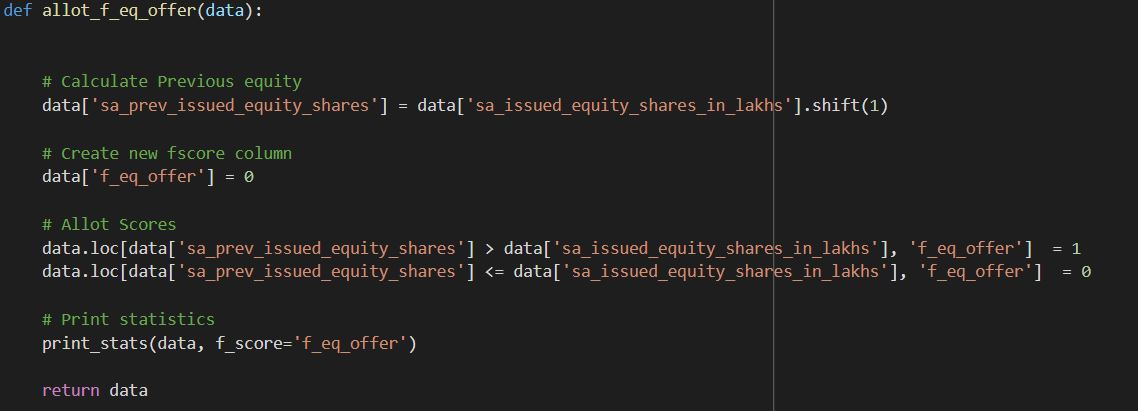 def allot_f_eq_offer(data):
# Calculate Previous equity
data['sa_prev_issued_equity_shares'] = data['sa_issued_equity_shares_in_lakhs'].shift(1)
# Create new fscore column
data['f_eq_offer'] = 0
# Allot Scores
data.loc[data['sa_prev_issued_equity_shares'] > data['sa_issued_equity_shares_in_lakhs'], 'f_eq_offer']  = 1
data.loc[data['sa_prev_issued_equity_shares'] <= data['sa_issued_equity_shares_in_lakhs'], 'f_eq_offer']  = 0
# Print statistics
print_stats(data, f_score='f_eq_offer')
return data